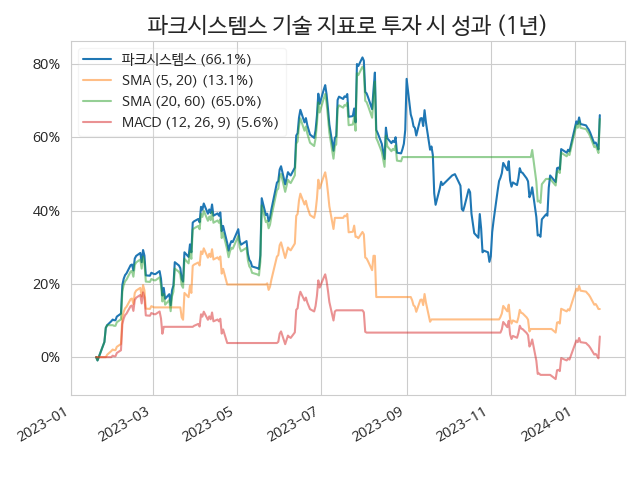 파크시스템스 기술 지표로 투자 시 성과 (1년)
파크시스템스 (66.1%)
SMA (5, 20) (13.1%)
SMA (20, 60) (65.0%)
MACD (12, 26, 9) (5.6%)
80%
60%
40%
20%
0%
2023-01
2023-03
2023-05
2023-07
2023-09
2023-11
2024-01